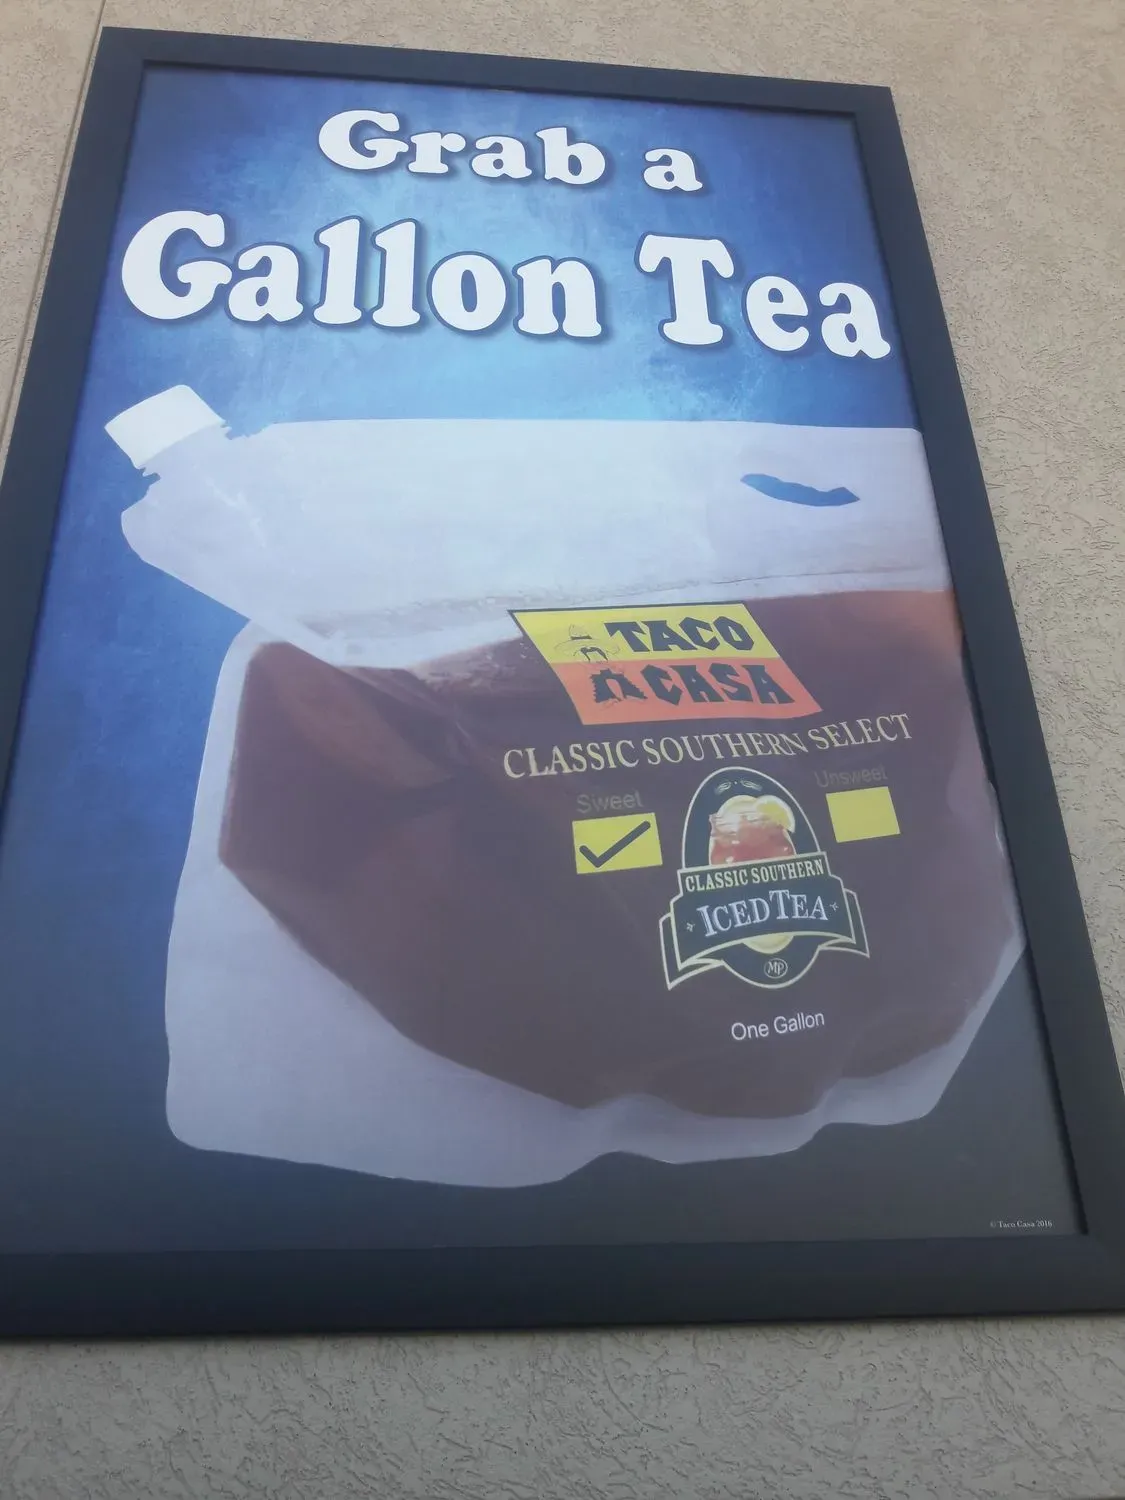 Grab a
Gallon Tea
TACO
CASA
CLASSIC SOUTHERN SELECT
Sweet
Unsweet
CLASSIC SOUTHERN
ICED TEA
MP
One Gallon
© Taco Casa 2016